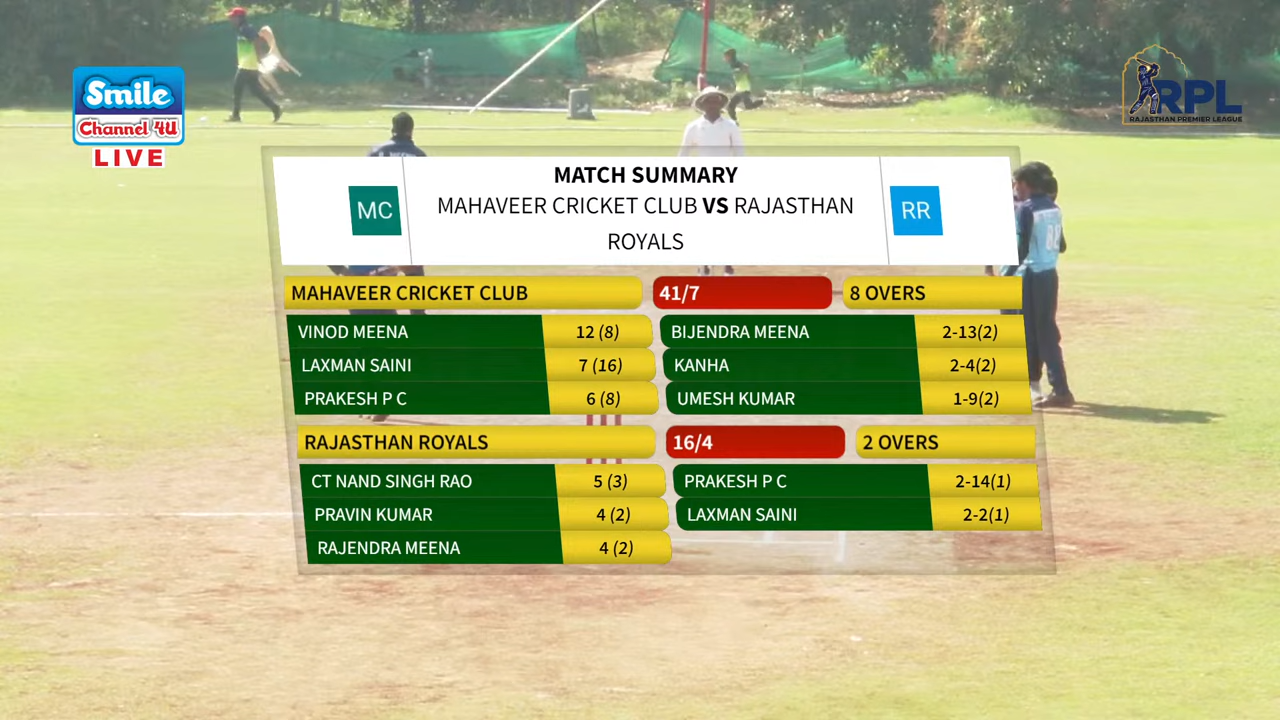 Smile
Channel 4U
LIVE
RPL
RAJASTHAN PREMIER LEAGUE
MATCH SUMMARY
MC
MAHAVEER CRICKET CLUB VS RAJASTHAN
ROYALS
RR
MAHAVEER CRICKET CLUB 41/7 8 OVERS
VINOD MEENA 12 (8) BIJENDRA MEENA 2-13(2)
LAXMAN SAINI 7 (16) KANHA 2-4(2)
PRAKESH P C 6 (8) UMESH KUMAR 1-9(2)
RAJASTHAN ROYALS 16/4 2 OVERS
CT NAND SINGH RAO 5 (3) PRAKESH P C 2-14(1)
PRAVIN KUMAR 4 (2) LAXMAN SAINI 2-2(1)
RAJENDRA MEENA 4 (2)